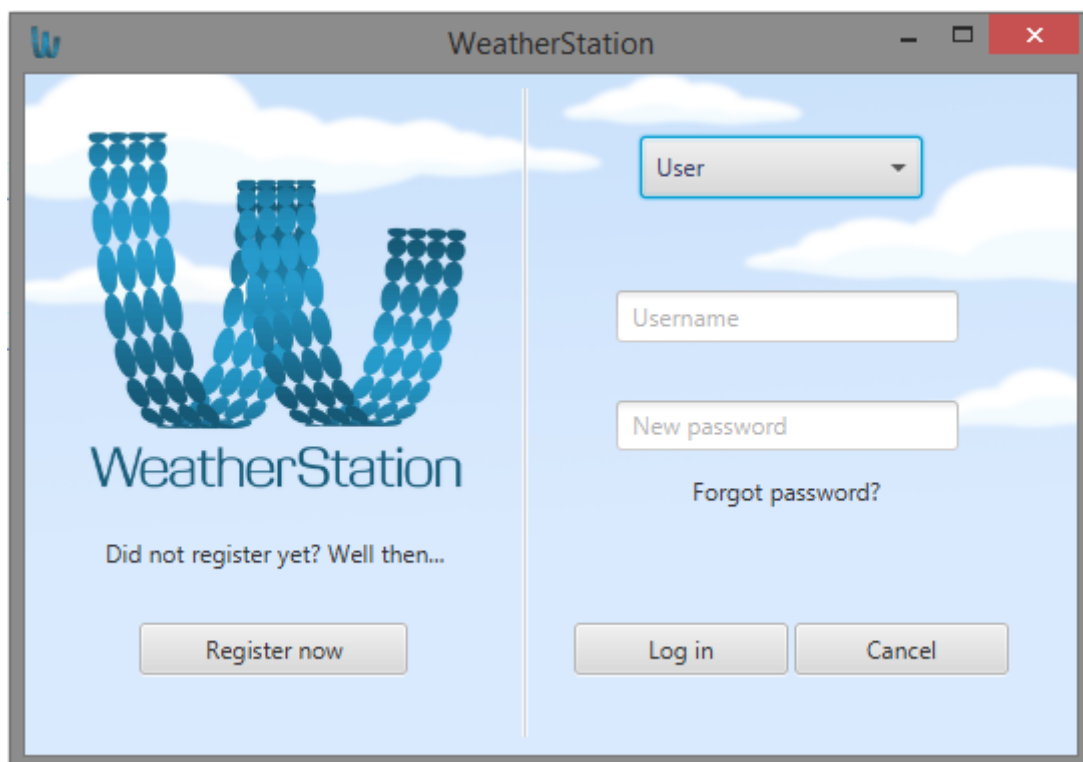 WeatherStation
User
Username
New password
Forgot password?
WeatherStation
Did not register yet? Well then...
Register now
Log in
Cancel